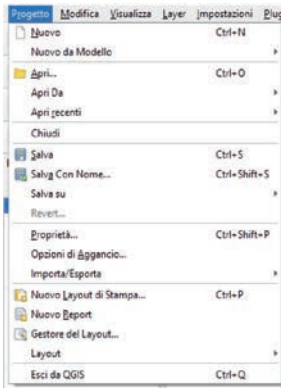 Progetto Modifica Visualizza Layer Impostazioni Plug
Nuovo Ctrl+N
Nuovo da Modello
Apri... Ctrl+O
Apri Da
Apri recenti
Chiudi
Salva Ctrl+S
Salva Con Nome... Ctrl+Shift+S
Salva su
Revert...
Proprietà... Ctrl+Shift+P
Opzioni di Aggancio...
Importa/Esporta
Nuovo Layout di Stampa... Ctrl+P
Nuovo Report
Gestore del Layout...
Layout
Esci da QGIS Ctrl+Q